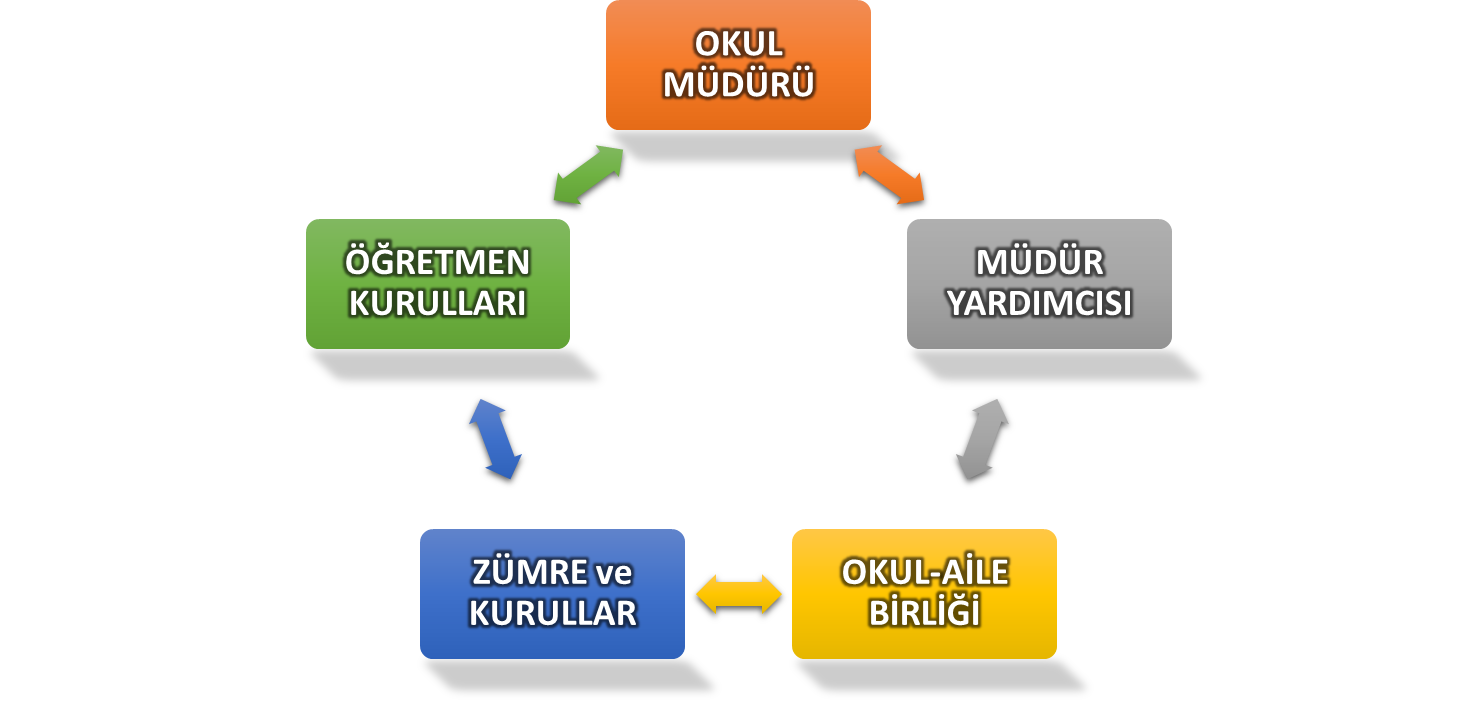 OKUL
MÜDÜRÜ
ÖĞRETMEN
KURULLARI
MÜDÜR
YARDIMCISI
ZÜMRE ve
KURULLAR
OKUL-AİLE
BİRLİĞİ